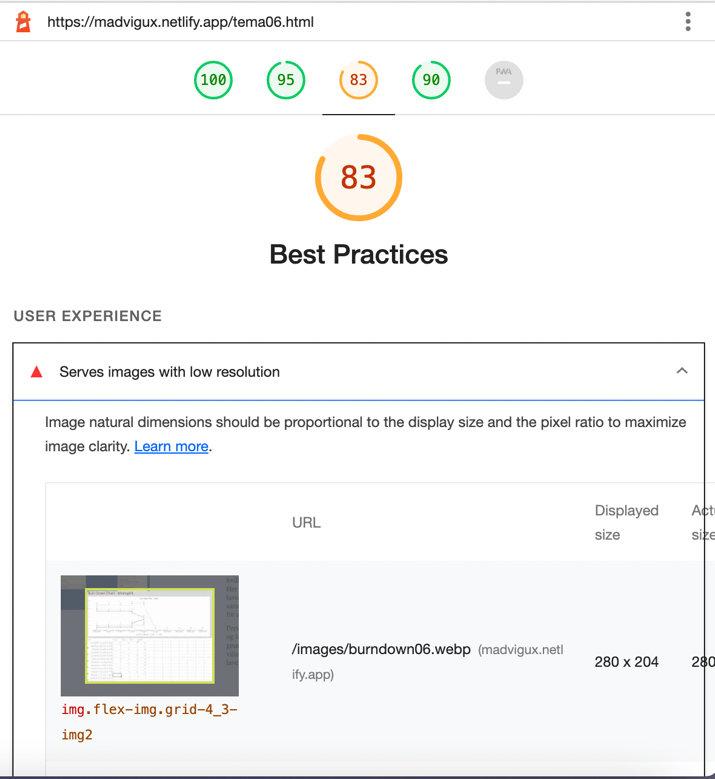 https://madvigux.netlify.app/tema06.html
100 95 83 90 PWA
83
Best Practices
USER EXPERIENCE
Serves images with low resolution
Image natural dimensions should be proportional to the display size and the pixel ratio to maximize
image clarity. Learn more.
URL
Displayed
size
Act
size
/images/burndown06.webp (madvigux.netl
ify.app)
280 x 204
280
img.flex-img.grid-4_3-
img2